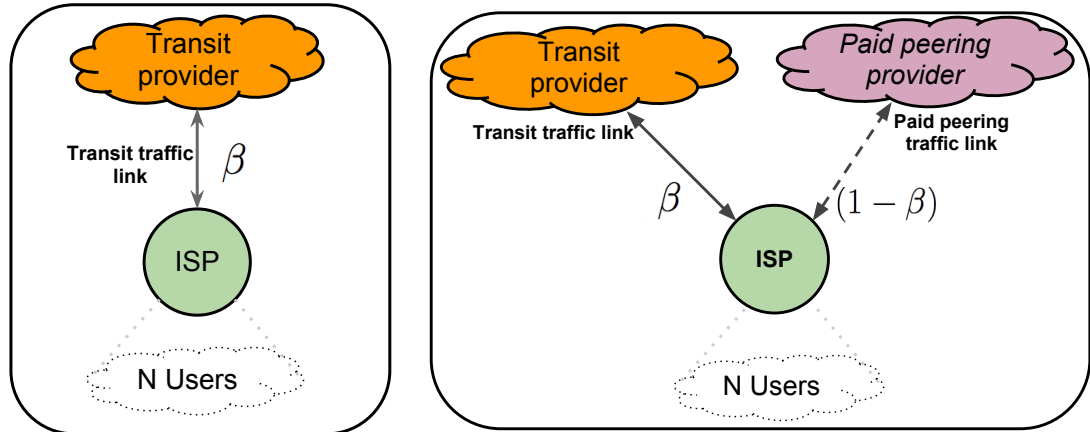 Transit
provider
Transit traffic
link
β
ISP
N Users
Transit
provider
Paid peering
provider
Transit traffic link
Paid peering
traffic link
β
(1 − β)
ISP
N Users